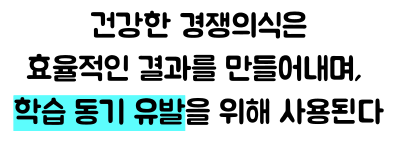 건강한 경쟁의식은
효율적인 결과를 만들어내며,
학습 동기 유발을 위해 사용된다